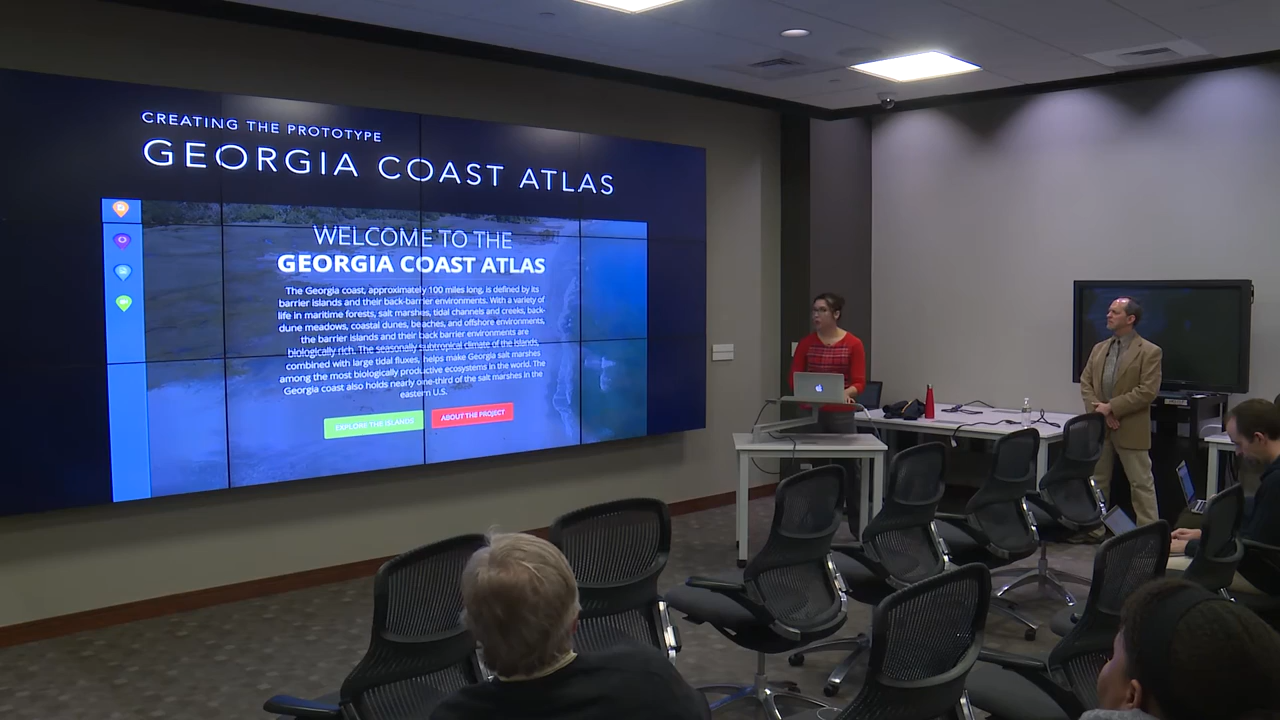 CREATING THE PROTOTYPE
GEORGIA COAST ATLAS
WELCOME TO THE
GEORGIA COAST ATLAS
The Georgia coast, approximately 100 miles long, is defined by its
barrier islands and their back-barrier environments. With a variety of
life in maritime forests, salt marshes, tidal channels and creeks, back-
dune meadows, coastal dunes, beaches, and offshore environments,
the barrier islands and their back barrier environments are
biologically rich. The seasonally subtropical climate of the islands,
combined with large tidal fluxes, helps make Georgia salt marshes
among the most biologically productive ecosystems in the world. The
Georgia coast also holds nearly one-third of the salt marshes in the
eastern U.S.
EXPLORE THE ISLANDS
ABOUT THE PROJECT